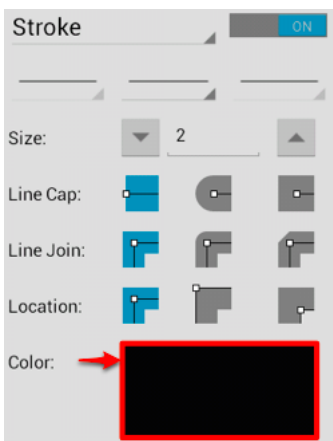 Stroke ON
Size: 2
Line Cap:
Line Join:
Location:
Color: